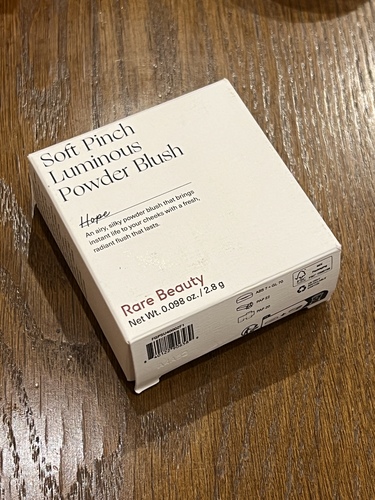 Soft Pinch
Luminous
Powder Blush
Hope
An airy, silky powder blush that brings
instant life to your cheeks with a fresh,
radiant flush that lasts.
Rare Beauty
Net Wt. 0.098 oz. / 2.8 g
FSC